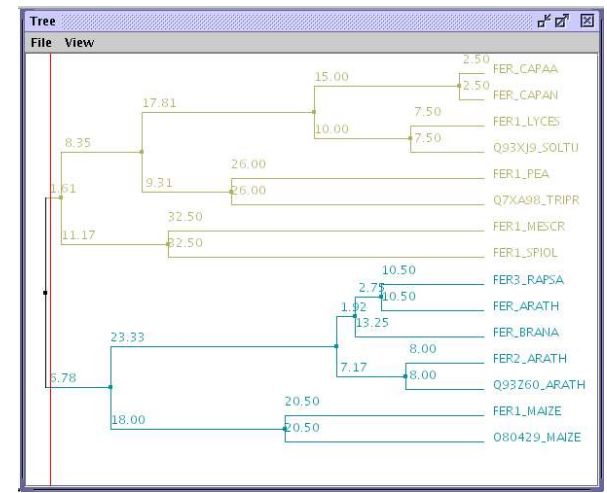 Tree
File View
2.50
FER_CAPAA
15.00
2.50
FER_CAPAN
17.81
7.50
FER1_LYCES
10.00
7.50
Q93XJ9_SOLTU
8.35
26.00
FER1_PEA
9.31
26.00
Q7XA98_TRIPR
1.61
32.50
FER1_MESCR
11.17
32.50
FER1_SPIOL
10.50
FER3_RAPSA
2.75
10.50
FER_ARATH
1.92
13.25
FER_BRANA
23.33
8.00
FER2_ARATH
7.17
8.00
Q93Z60_ARATH
5.78
20.50
FER1_MAIZE
18.00
20.50
O80429_MAIZE